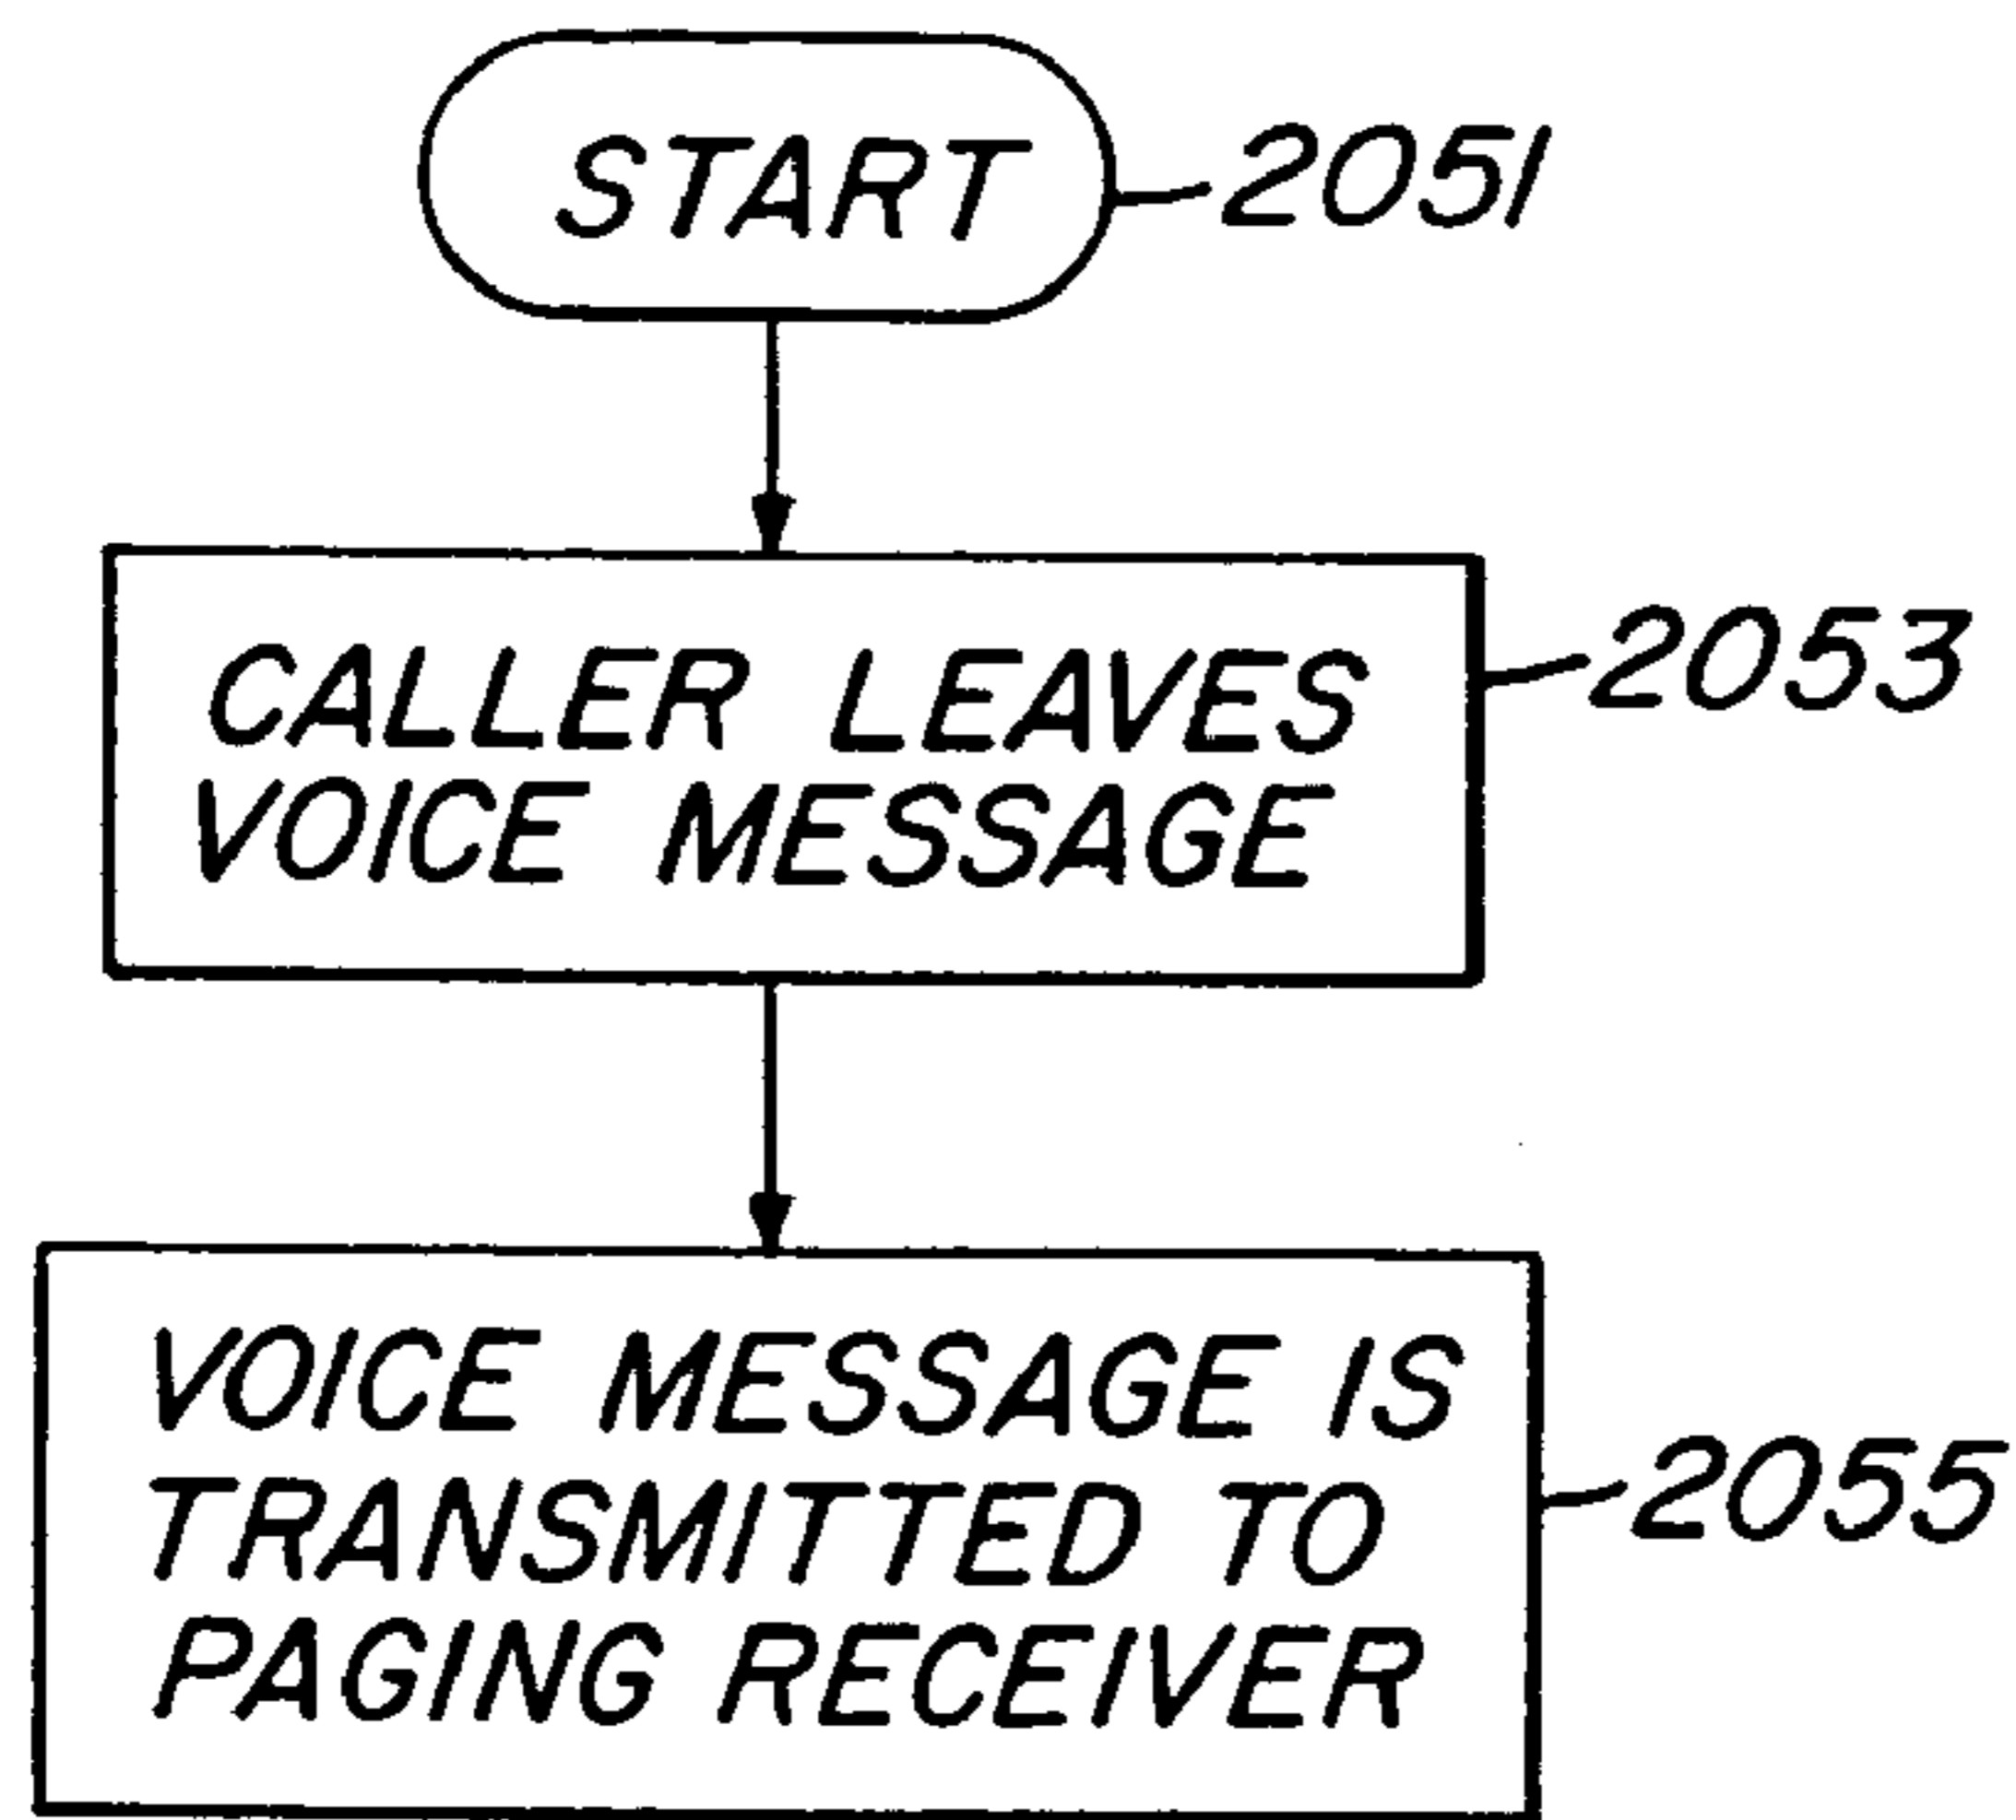 START
2051
CALLER LEAVES
VOICE MESSAGE
2053
VOICE MESSAGE IS
TRANSMITTED TO
PAGING RECEIVER
2055